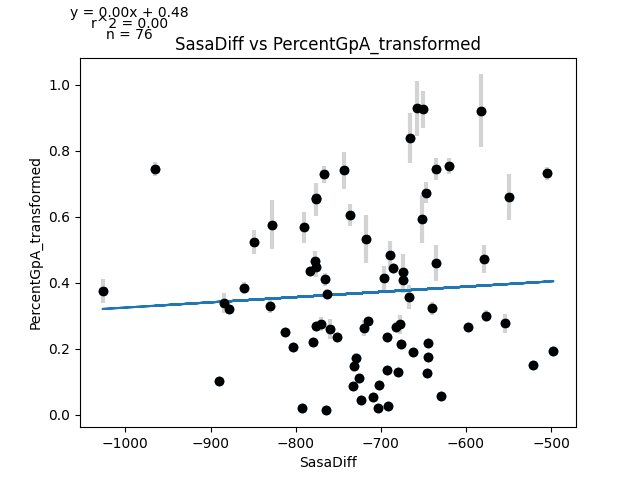 y = 0.00x + 0.48
r^2 = 0.00
n = 76
SasaDiff vs PercentGpA_transformed
1.0
0.8
0.6
0.4
0.2
0.0
PercentGpA_transformed
−1000 −900 −800 −700 −600 −500
SasaDiff